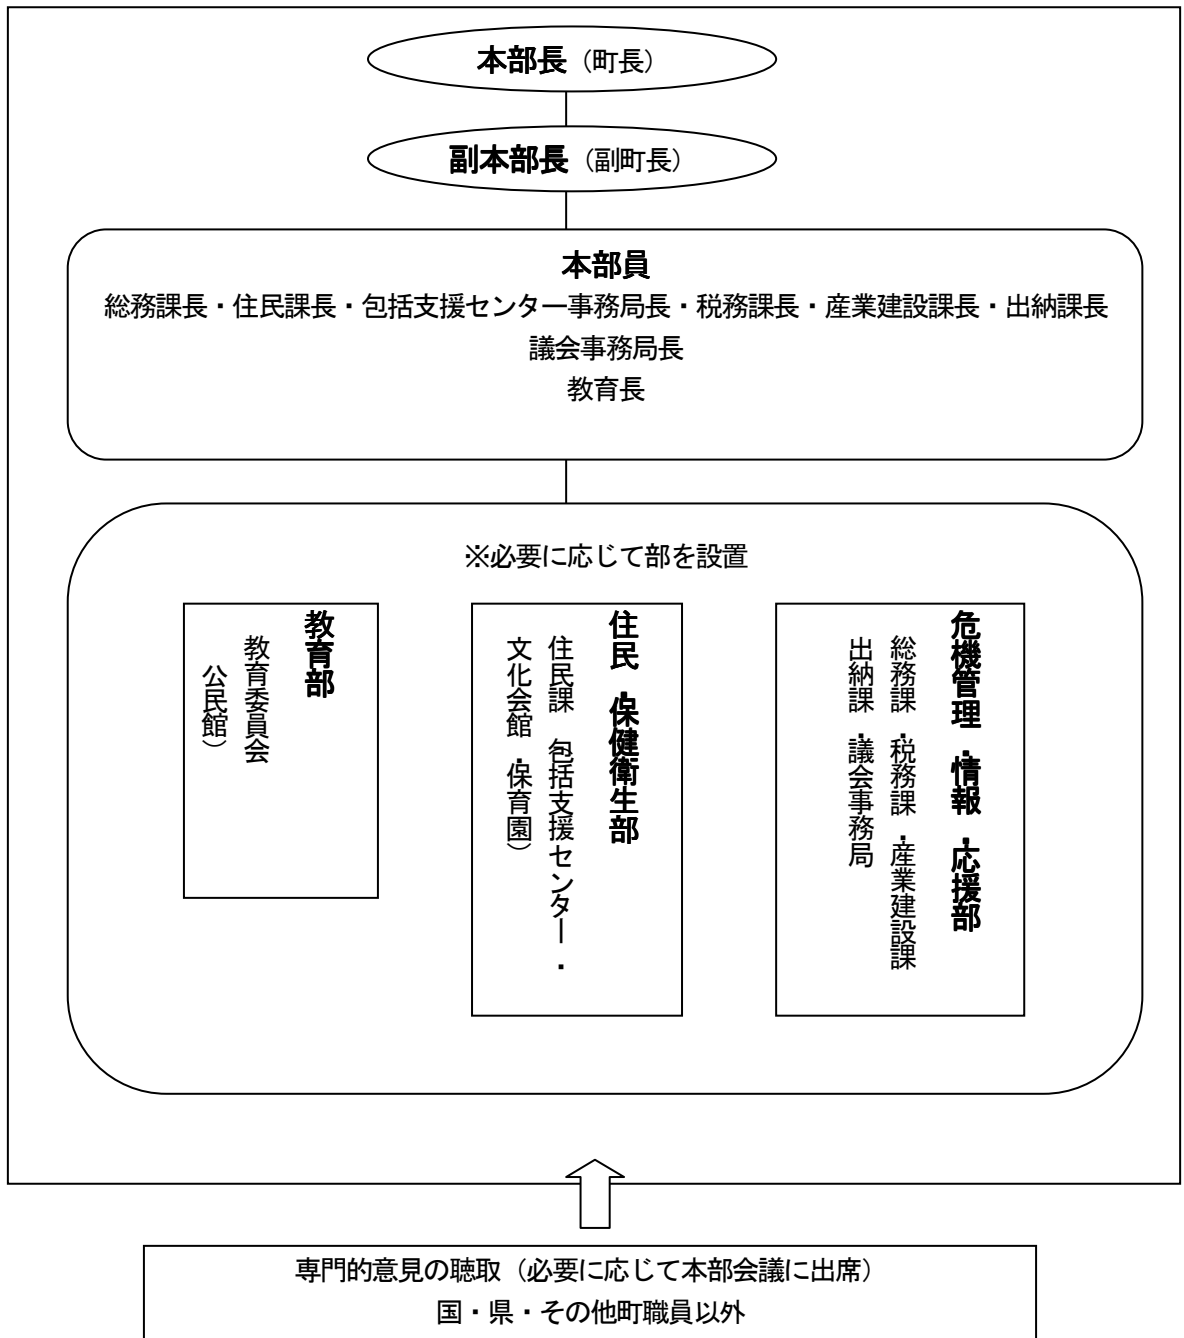 本部長（町長）
副本部長（副町長）
本部員
総務課長・住民課長・包括支援センター事務局長・税務課長・産業建設課長・出納課長
議会事務局長
教育長
※必要に応じて部を設置
危機管理・情報・応援部
総務課・税務課・産業建設課
出納課・議会事務局
住民・保健衛生部
住民課　包括支援センター・
文化会館・保育園）
教育部
教育委員会
公民館）
専門的意見の聴取（必要に応じて本部会議に出席）
国・県・その他町職員以外